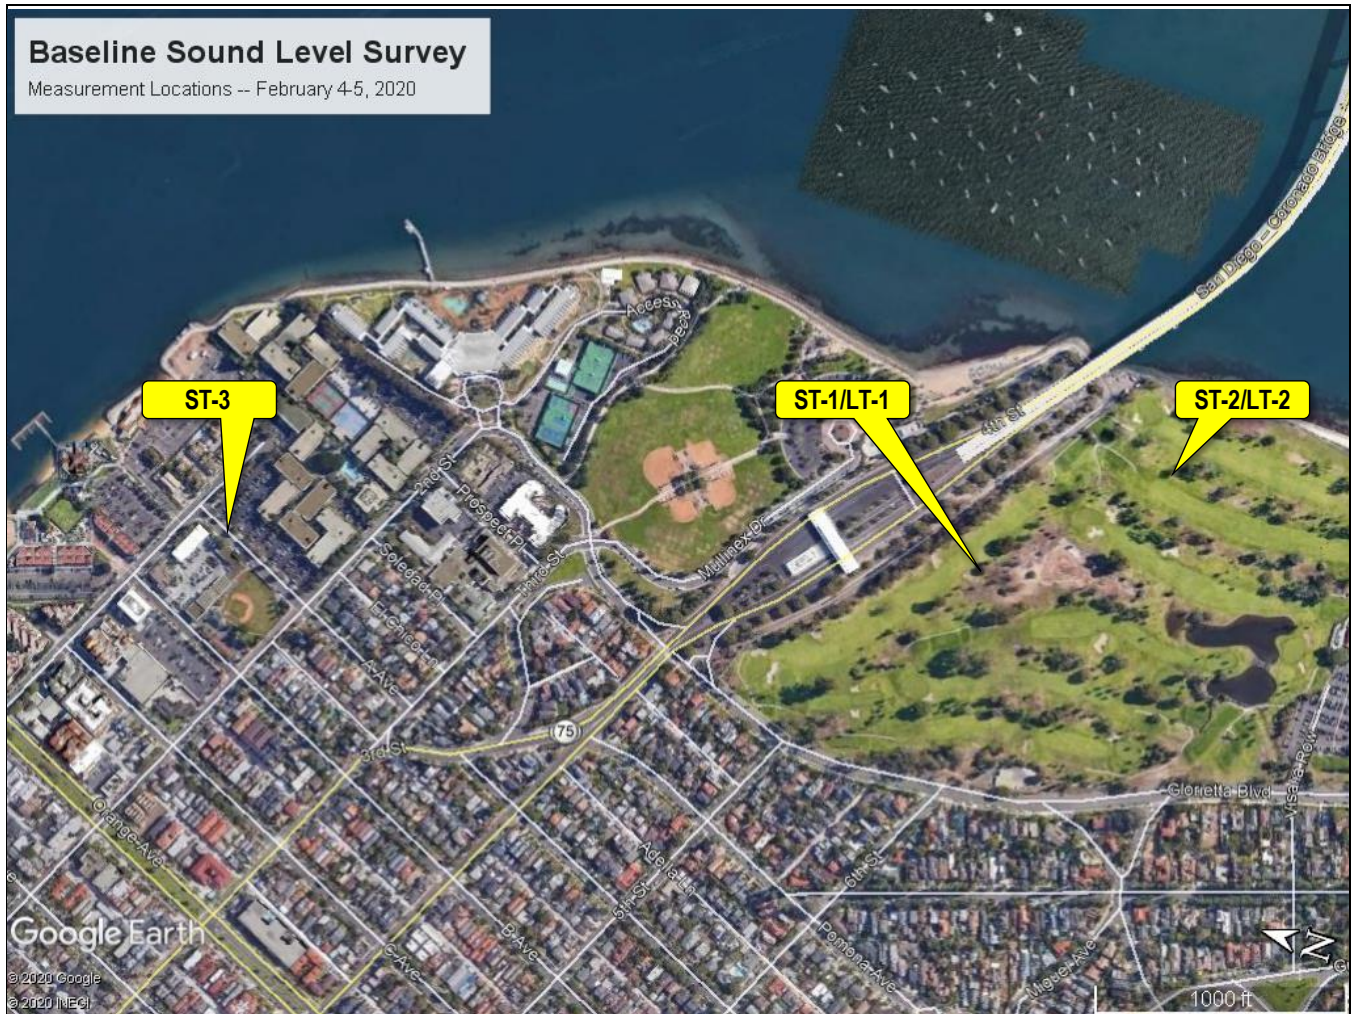 Baseline Sound Level Survey
Measurement Locations -- February 4-5, 2020
San Diego – Coronado Bridge
Access Road
ST-3
ST-1/LT-1
ST-2/LT-2
4th St
2nd St
Prospect Pl
Third St
Mullinex Dr
Soledad Pl
El Chico Ln
A Ave
75
3rd St
Glorietta Blvd
Visalia Row
Orange Ave
Adella Ln
6th St
5th St
B Ave
C Ave
Pomona Ave
Miguel Ave
Google Earth
© 2020 Google
© 2020 INEGI
N
1000 ft